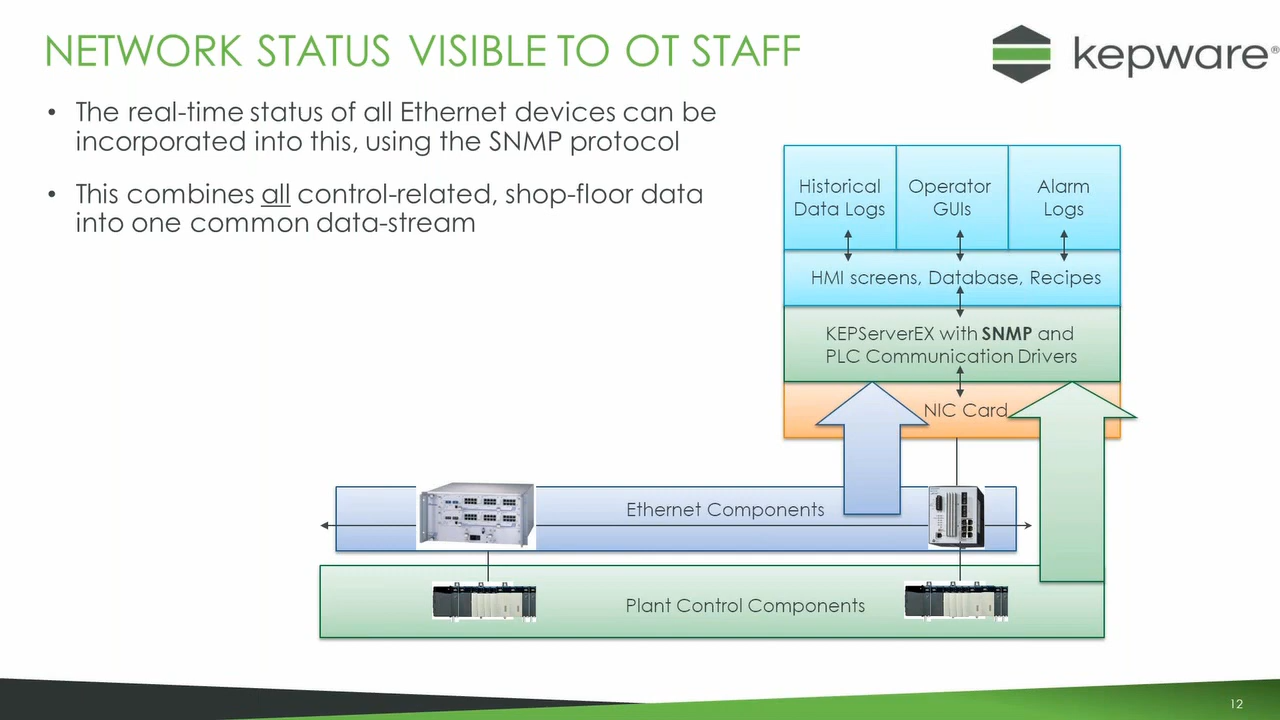 NETWORK STATUS VISIBLE TO OT STAFF
kepware®
• The real-time status of all Ethernet devices can be
incorporated into this, using the SNMP protocol
• This combines all control-related, shop-floor data
into one common data-stream
Historical
Data Logs
Operator
GUIs
Alarm
Logs
HMI screens, Database, Recipes
KEPServerEX with SNMP and
PLC Communication Drivers
NIC Card
Ethernet Components
Plant Control Components
12